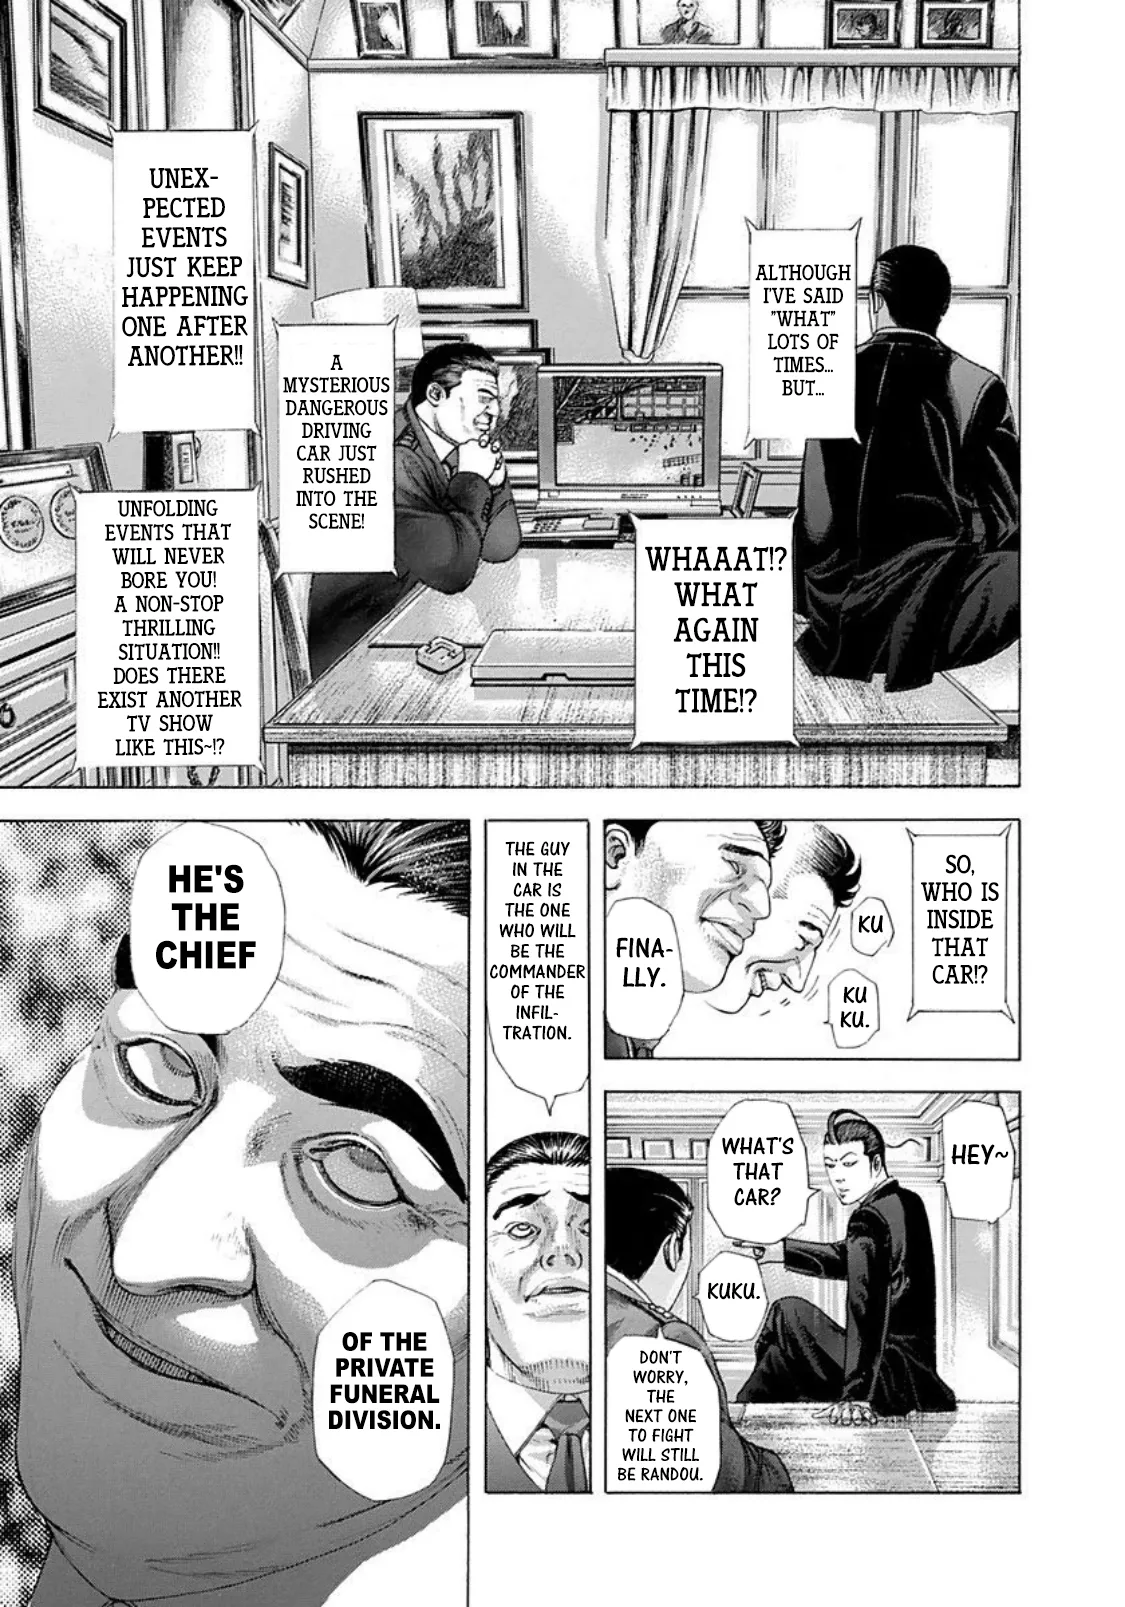 ALTHOUGH
I'VE SAID
"WHAT"
LOTS OF
TIMES...
BUT...
WHAAAT!?
WHAT
AGAIN
THIS
TIME!?
A
MYSTERIOUS
DANGEROUS
DRIVING
CAR JUST
RUSHED
INTO THE
SCENE!
UNEX-
PECTED
EVENTS
JUST KEEP
HAPPENING
ONE AFTER
ANOTHER!!
UNFOLDING
EVENTS THAT
WILL NEVER
BORE YOU!
A NON-STOP
THRILLING
SITUATION!!
DOES THERE
EXIST ANOTHER
TV SHOW
LIKE THIS~!?
SO,
WHO IS
INSIDE
THAT
CAR!?
KU
KU
KU.
FINA-
LLY.
HEY~
WHAT'S
THAT
CAR?
KUKU.
DON'T
WORRY,
THE
NEXT ONE
TO FIGHT
WILL STILL
BE RANDOU.
THE GUY
IN THE
CAR IS
THE ONE
WHO WILL
BE THE
COMMANDER
OF THE
INFIL-
TRATION.
HE'S
THE
CHIEF
OF THE
PRIVATE
FUNERAL
DIVISION.